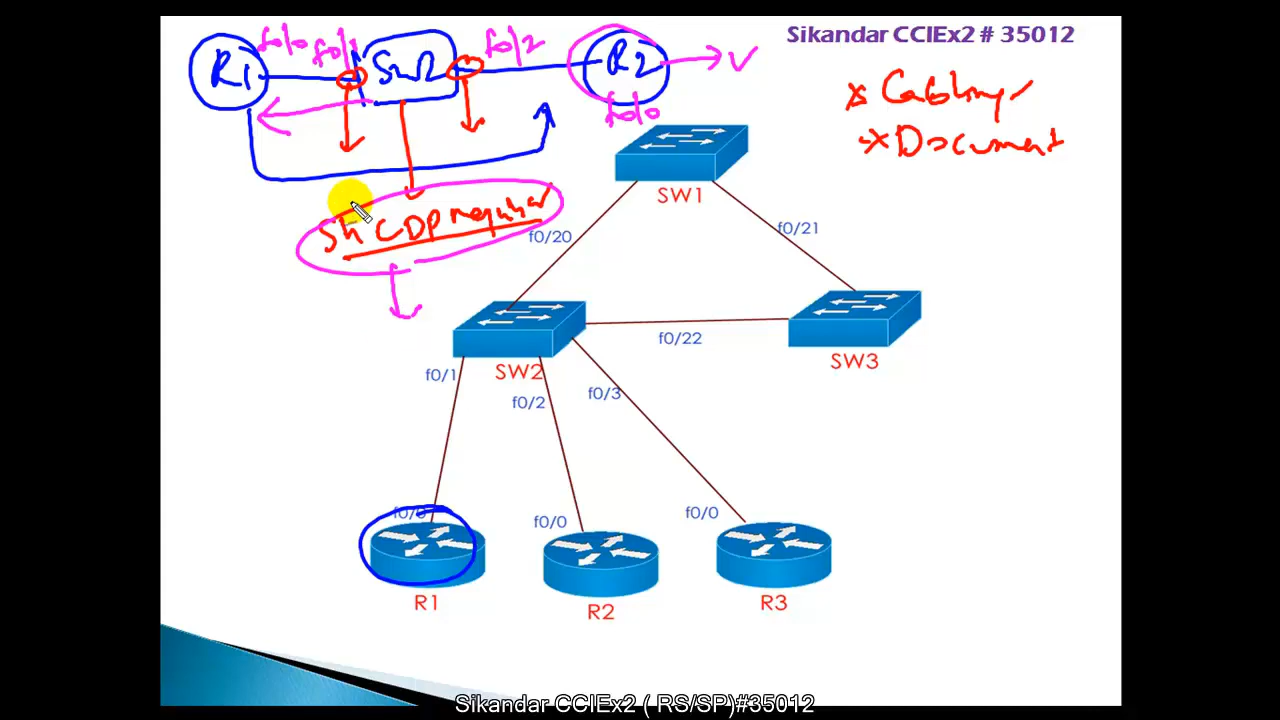 Sikandar CCIEx2 # 35012
f0/0
f0/1
f0/2
R1
SW2
R2
f0/0
* Cabling
* Document
SW1
Sh CDP neighbor
f0/20
f0/21
f0/22
SW3
SW2
f0/1
f0/2
f0/3
f0/0
f0/0
f0/0
R1
R2
R3
Sikandar CCIEx2 ( RS/SP)#35012